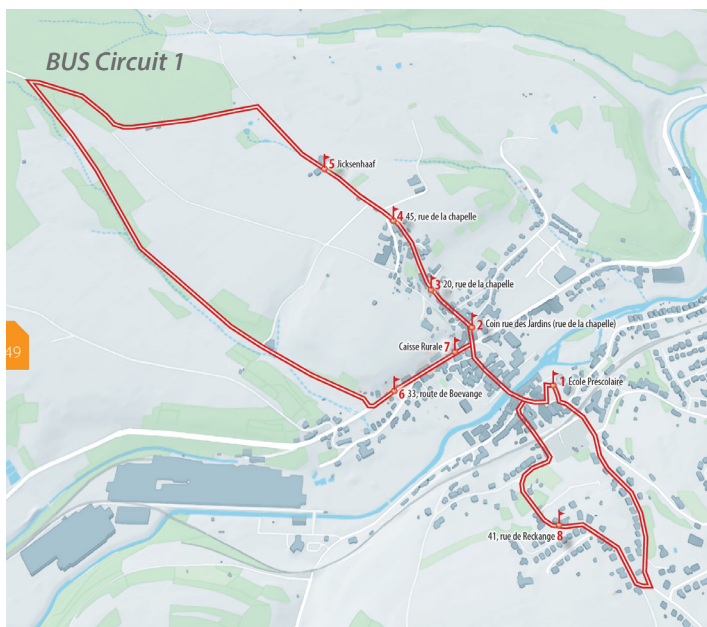 BUS Circuit 1
5 Jicksenhaaf
4 45, rue de la chapelle
3 20, rue de la chapelle
2 Coin rue des Jardins (rue de la chapelle)
Caisse Rurale 7
49
1 École Préscolaire
6 33, route de Boevange
41, rue de Reckange 8